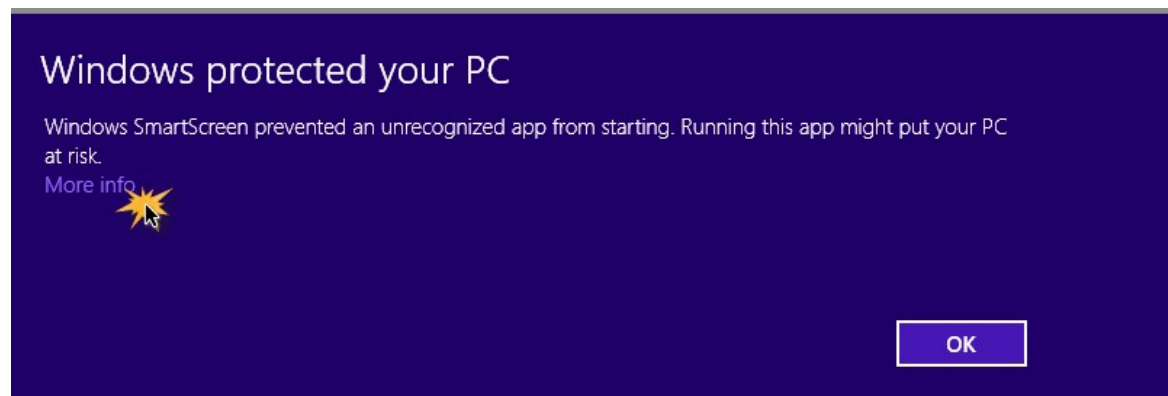 Windows protected your PC
Windows SmartScreen prevented an unrecognized app from starting. Running this app might put your PC
at risk.
More info
OK